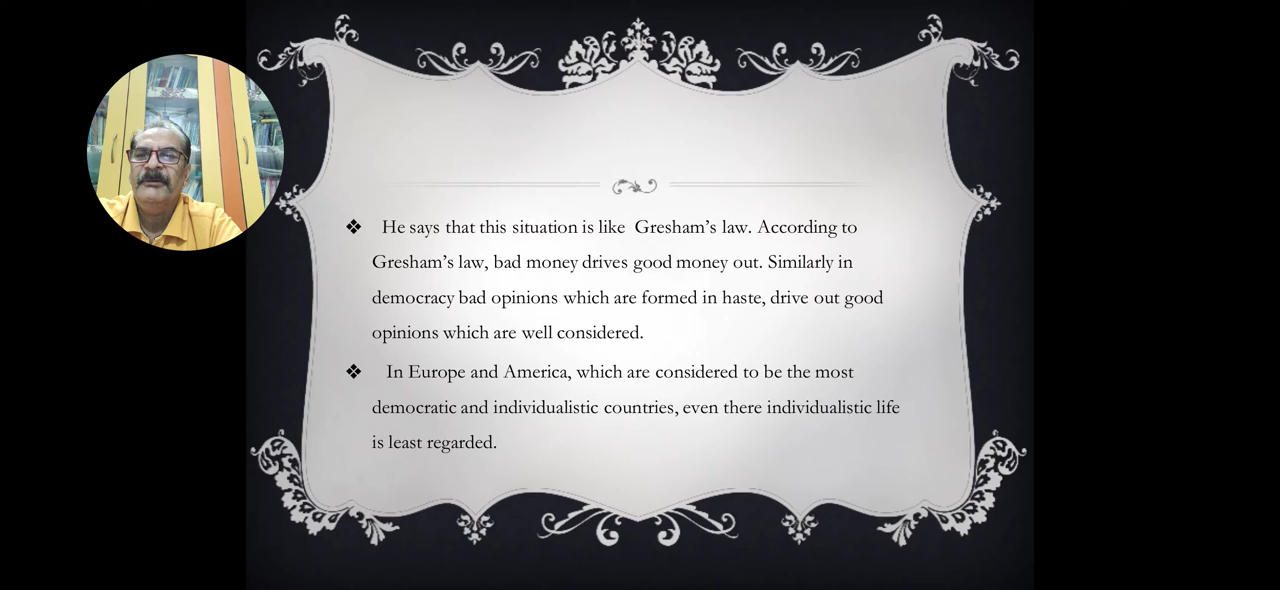 ❖ He says that this situation is like Gresham's law. According to
Gresham's law, bad money drives good money out. Similarly in
democracy bad opinions which are formed in haste, drive out good
opinions which are well considered.
❖ In Europe and America, which are considered to be the most
democratic and individualistic countries, even there individualistic life
is least regarded.